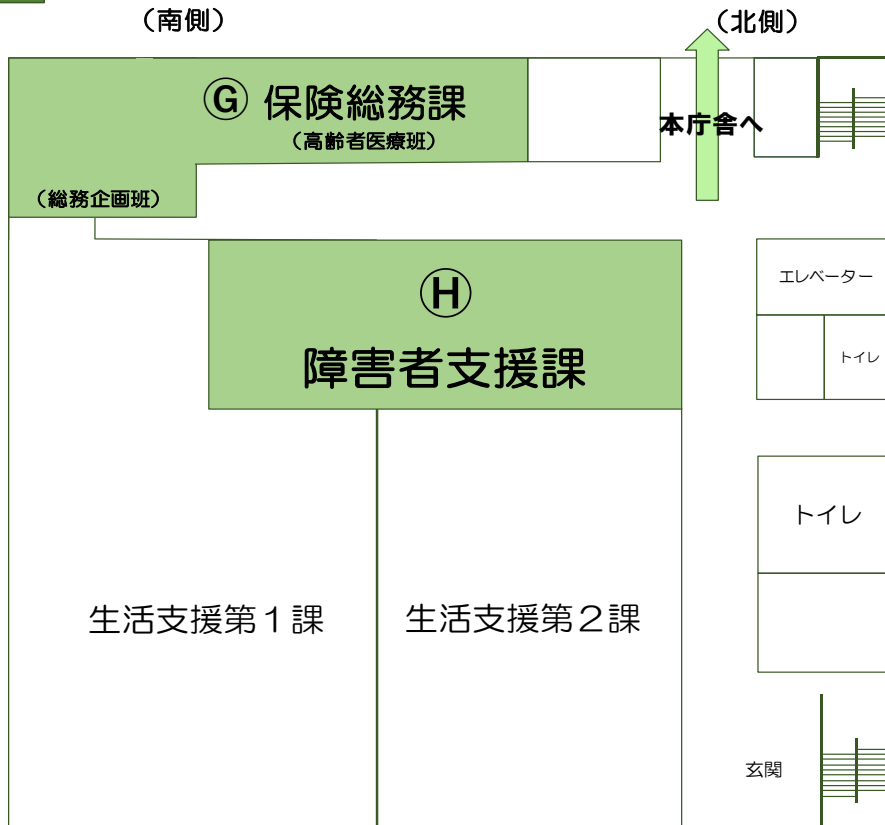 （南側）
（北側）
Ⓖ 保険総務課
（高齢者医療班）
本庁舎へ
（総務企画班）
エレベーター
Ⓗ
障害者支援課
トイレ
トイレ
生活支援第１課
生活支援第２課
玄関